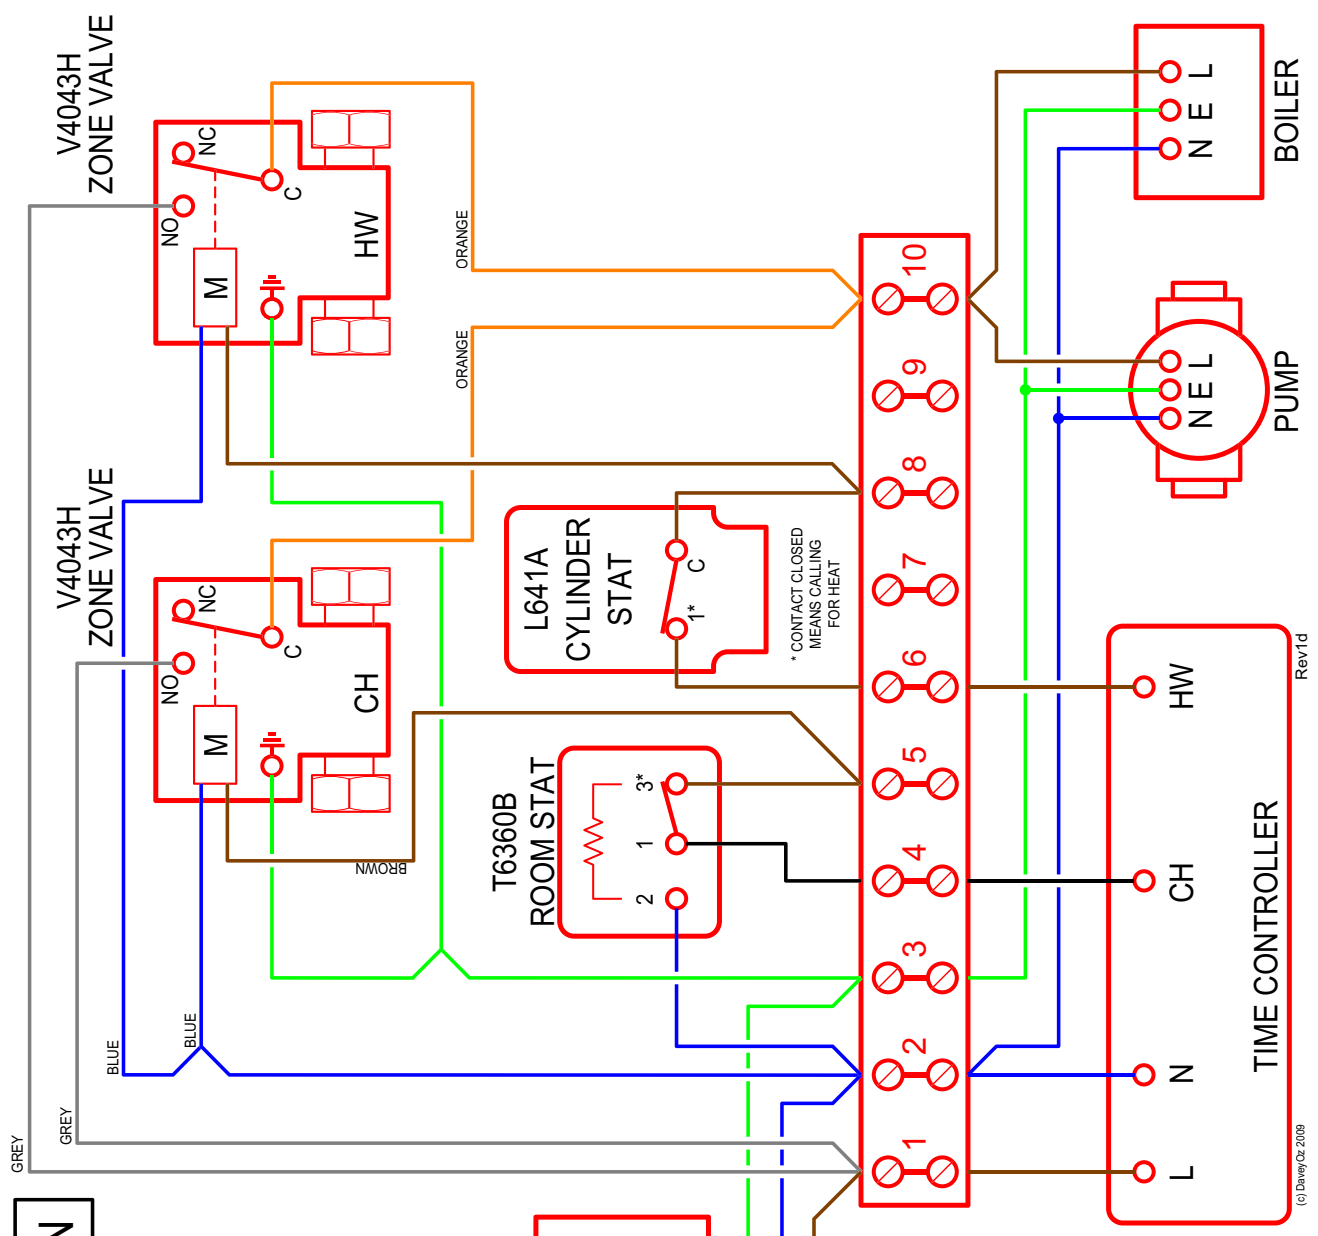 V4043H
ZONE VALVE
NO
NC
C
M
HW
ORANGE
ORANGE
V4043H
ZONE VALVE
NO
NC
C
M
CH
BROWN
BLUE
BLUE
GREY
GREY
N
L641A
CYLINDER
STAT
1*
C
* CONTACT CLOSED
MEANS CALLING
FOR HEAT
T6360B
ROOM STAT
2
1
3*
1
2
3
4
5
6
7
8
9
10
BOILER
N
E
L
PUMP
N
E
L
TIME CONTROLLER
L
N
CH
HW
Rev1d
(c) DaveyOz 2009